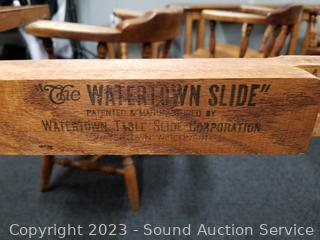 "The WATERTOWN SLIDE"
PATENTED & MANUFACTURED BY
WATERTOWN TABLE SLIDE CORPORATION
Copyright 2023 - Sound Auction Service